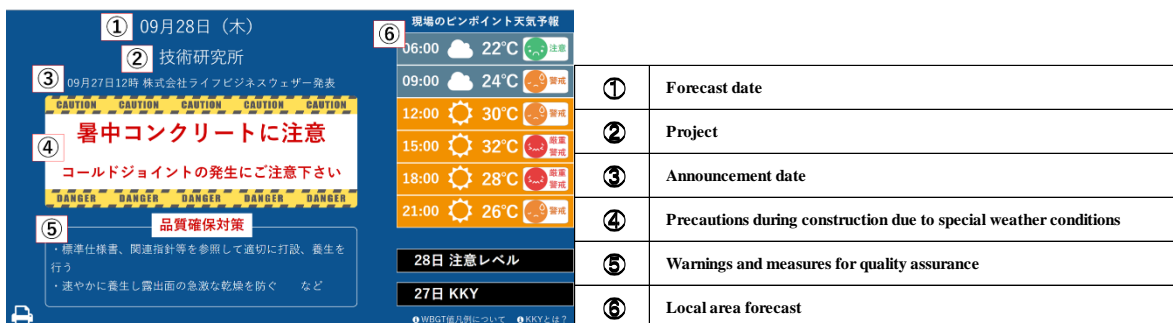 ① 09月28日（木）
② 技術研究所
③ 09月27日12時 株式会社ライフビジネスウェザー発表
CAUTION CAUTION CAUTION CAUTION CAUTION
④ 暑中コンクリートに注意
コールドジョイントの発生にご注意下さい
DANGER DANGER DANGER DANGER DANGER
⑤ 品質確保対策
・標準仕様書、関連指針等を参照して適切に打設、養生を
行う
・速やかに養生し露出面の急激な乾燥を防ぐ など
⑥ 現場のピンポイント天気予報
06:00 22℃ 注意
09:00 24℃ 警戒
12:00 30℃ 警戒
15:00 32℃ 厳重
警戒
18:00 28℃ 厳重
警戒
21:00 26℃ 警戒
28日 注意レベル
27日 KKY
WBGT値凡例について KKYとは？
① Forecast date
② Project
③ Announcement date
④ Precautions during construction due to special weather conditions
⑤ Warnings and measures for quality assurance
⑥ Local area forecast